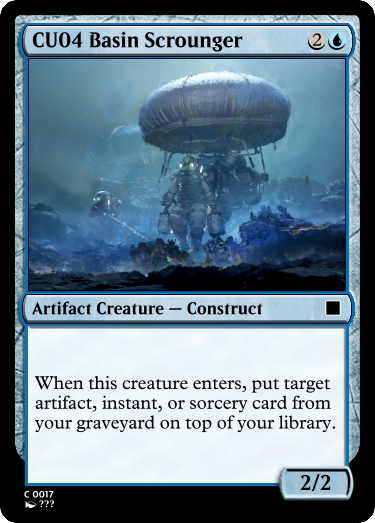 CU04 Basin Scrounger 2
Artifact Creature — Construct
When this creature enters, put target
artifact, instant, or sorcery card from
your graveyard on top of your library.
2/2
C 0017
???